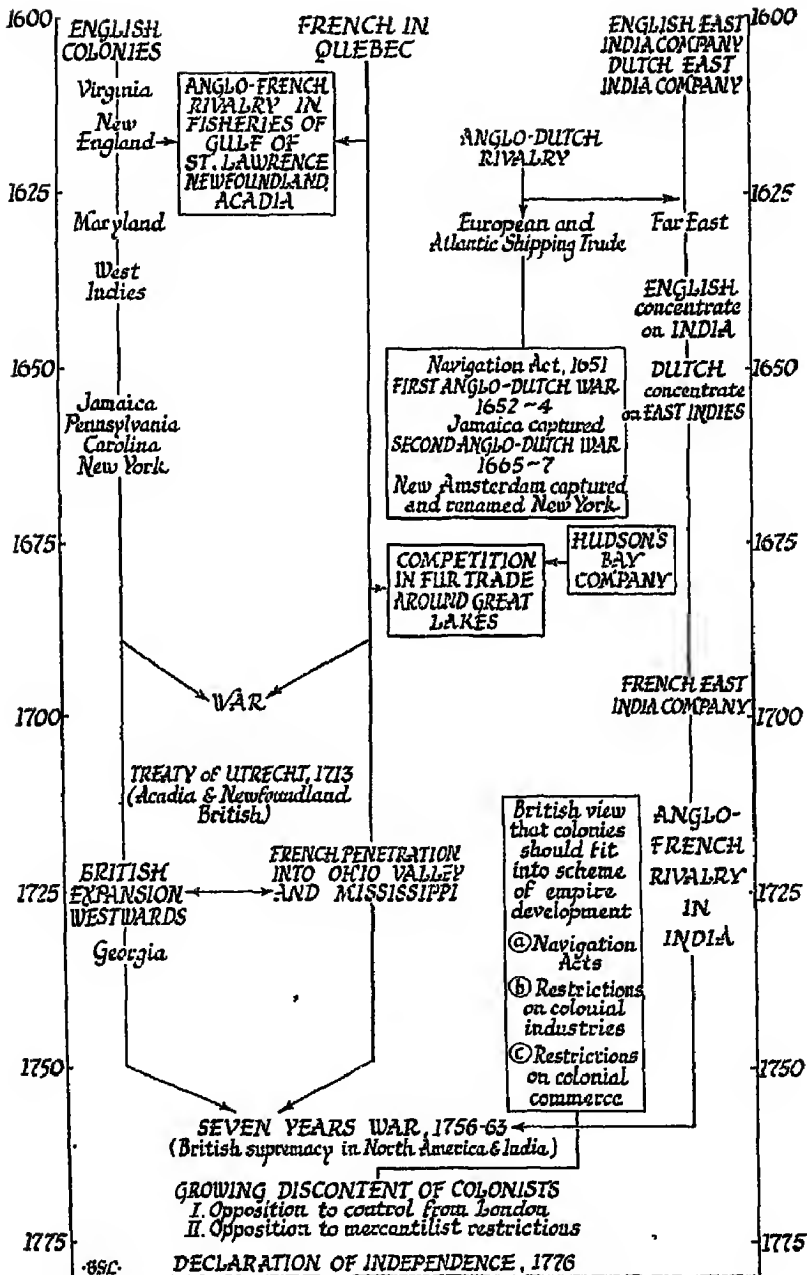 1600
ENGLISH
COLONIES
FRENCH IN
QUEBEC
ENGLISH EAST
INDIA COMPANY
DUTCH EAST
INDIA COMPANY
1600
Virginia
New
England
ANGLO-FRENCH
RIVALRY IN
FISHERIES OF
GULF OF
ST. LAWRENCE
NEWFOUNDLAND,
ACADIA
ANGLO-DUTCH
RIVALRY
1625
1625
Maryland
European and
Atlantic Shipping Trade
Far East
West
Indies
ENGLISH
concentrate
on INDIA
1650
1650
Navigation Act, 1651
FIRST ANGLO-DUTCH WAR
1652~4
Jamaica captured
SECOND ANGLO-DUTCH WAR
1665~7
New Amsterdam captured
and renamed New York
DUTCH
concentrate
on EAST INDIES
Jamaica
Pennsylvania
Carolina
New York
1675
1675
COMPETITION
IN FUR TRADE
AROUND GREAT
LAKES
HUDSON'S
BAY
COMPANY
WAR
FRENCH EAST
INDIA COMPANY
1700
1700
TREATY of UTRECHT, 1713
(Acadia & Newfoundland
British)
British view
that colonies
should fit
into scheme
of empire
development
ⓐ Navigation
Acts
ⓑ Restrictions
on colonial
industries
ⓒ Restrictions
on colonial
commerce
ANGLO-
FRENCH
RIVALRY
IN
INDIA
1725
1725
BRITISH
EXPANSION
WESTWARDS
FRENCH PENETRATION
INTO OHIO VALLEY
AND MISSISSIPPI
Georgia
1750
1750
SEVEN YEARS WAR, 1756-63
(British supremacy in North America & India)
GROWING DISCONTENT OF COLONISTS
I. Opposition to control from London
II. Opposition to mercantilist restrictions
1775
1775
DECLARATION OF INDEPENDENCE, 1776